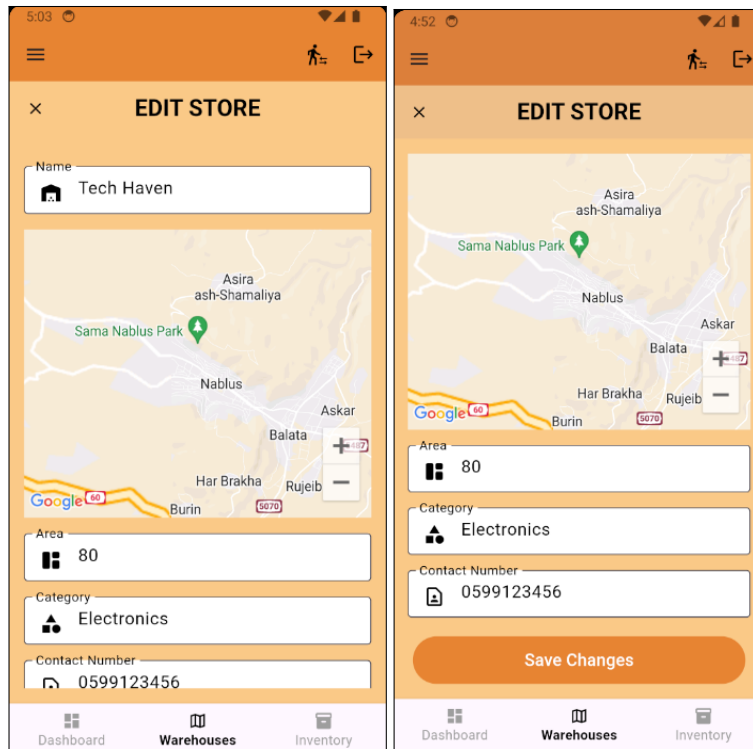 5:03
EDIT STORE
Name
Tech Haven
Asira
ash-Shamaliya
Sama Nablus Park
Nablus
Askar
Balata
487
Har Brakha
Rujeib
Google
60
Burin
5070
Area
80
Category
Electronics
Contact Number
0599123456
Dashboard
Warehouses
Inventory
4:52
EDIT STORE
Asira
ash-Shamaliya
Sama Nablus Park
Nablus
Askar
Balata
487
Har Brakha
Rujeib
Google
60
Burin
5070
Area
80
Category
Electronics
Contact Number
0599123456
Save Changes
Dashboard
Warehouses
Inventory